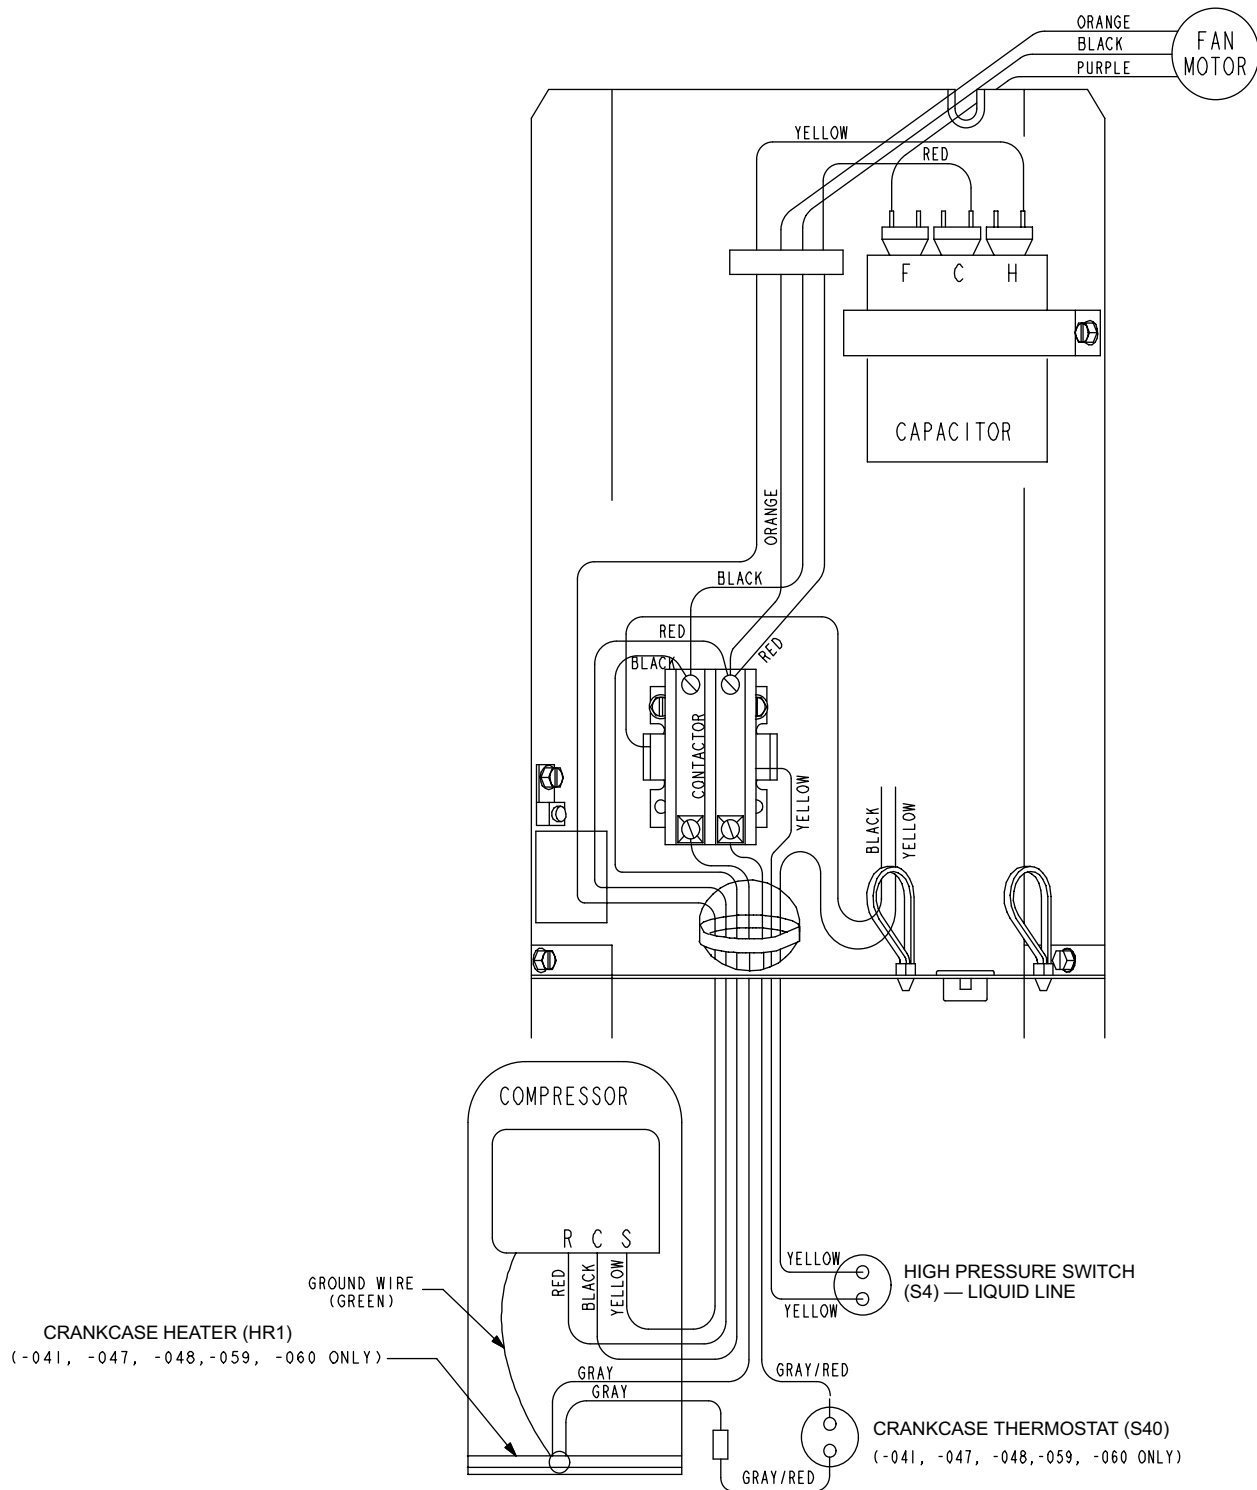 ORANGE
BLACK
PURPLE
FAN
MOTOR
YELLOW
RED
F C H
CAPACITOR
ORANGE
BLACK
RED
BLACK
RED
CONTACTOR
YELLOW
BLACK
YELLOW
COMPRESSOR
R C S
RED
BLACK
YELLOW
GROUND WIRE
(GREEN)
YELLOW
YELLOW
HIGH PRESSURE SWITCH
(S4) — LIQUID LINE
CRANKCASE HEATER (HR1)
(-041, -047, -048,-059, -060 ONLY)
GRAY
GRAY
GRAY/RED
CRANKCASE THERMOSTAT (S40)
(-041, -047, -048,-059, -060 ONLY)
GRAY/RED